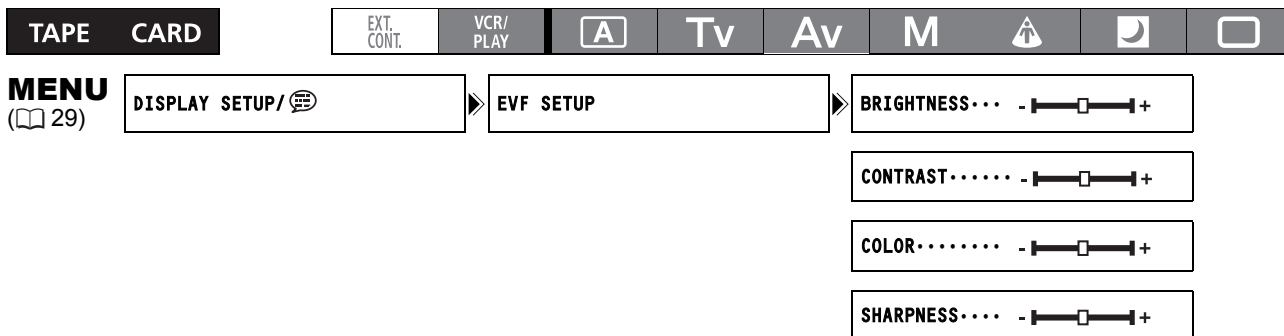 TAPE CARD EXT. CONT. VCR/ PLAY A Tv Av M
MENU DISPLAY SETUP/ EVF SETUP BRIGHTNESS··· - +
( 29)
CONTRAST······ - +
COLOR········ - +
SHARPNESS···· - +